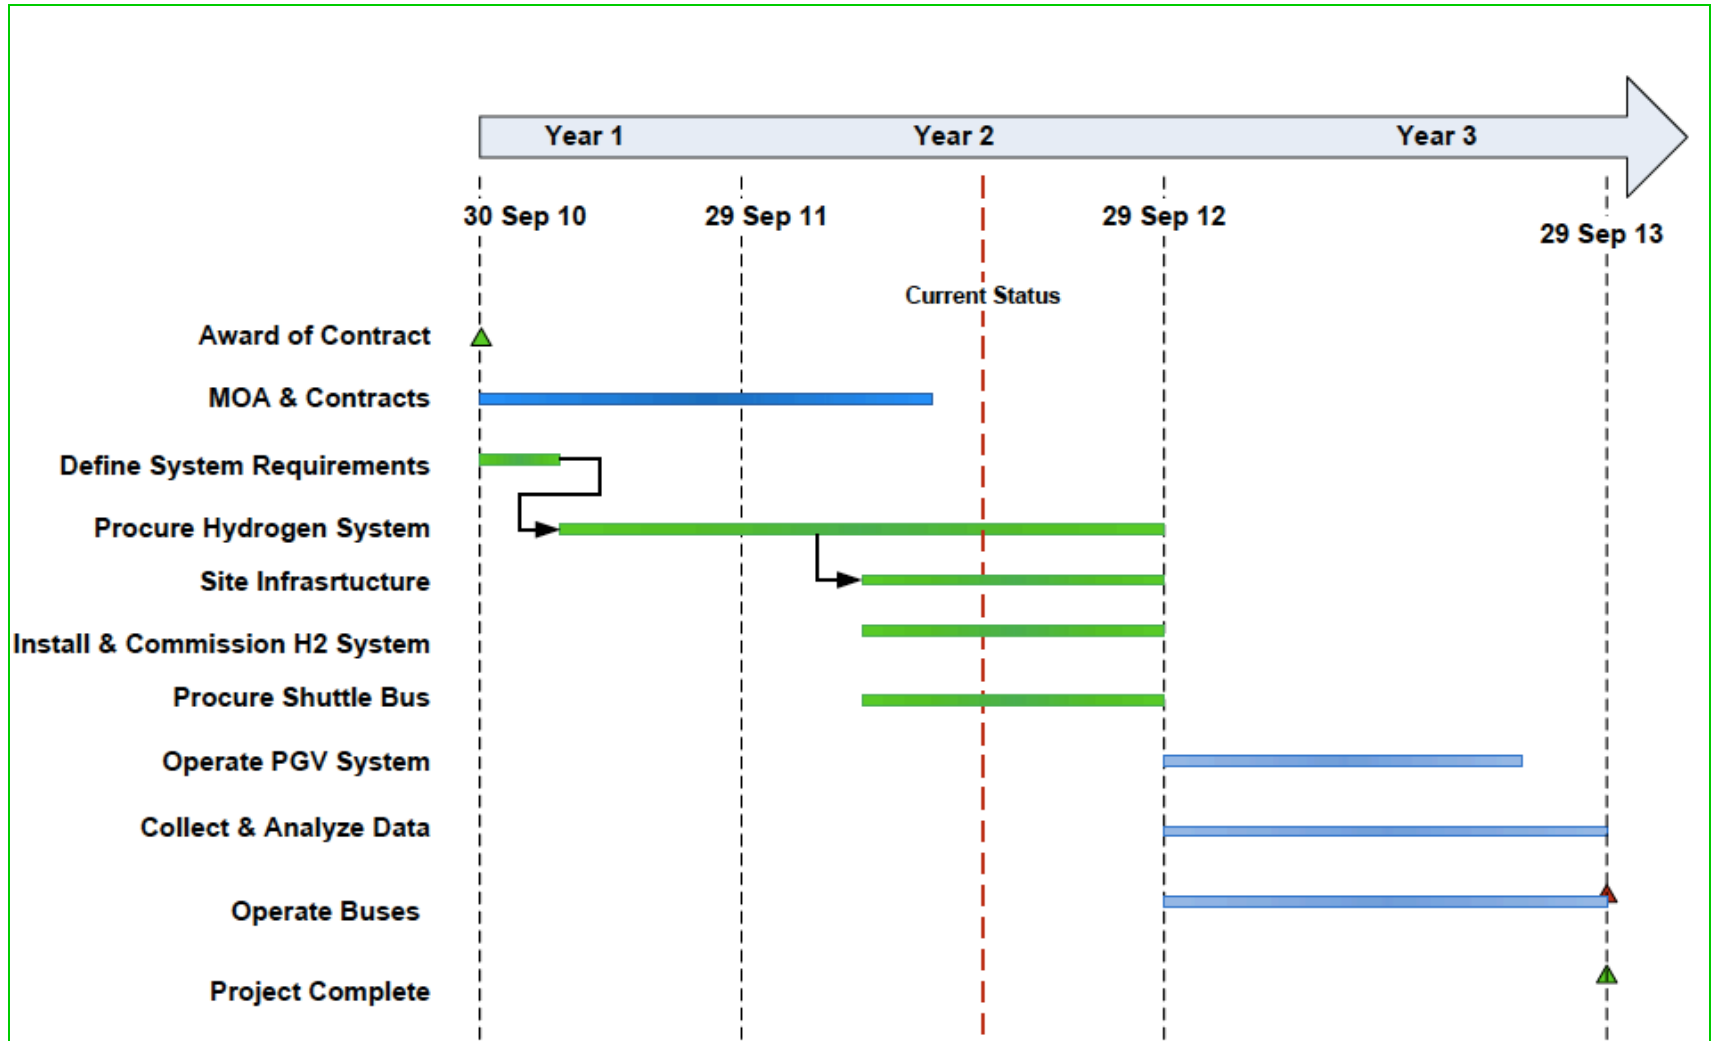 Year 1 Year 2 Year 3
30 Sep 10 29 Sep 11 29 Sep 12
29 Sep 13
Current Status
Award of Contract
MOA & Contracts
Define System Requirements
Procure Hydrogen System
Site Infrasrtucture
Install & Commission H2 System
Procure Shuttle Bus
Operate PGV System
Collect & Analyze Data
Operate Buses
Project Complete